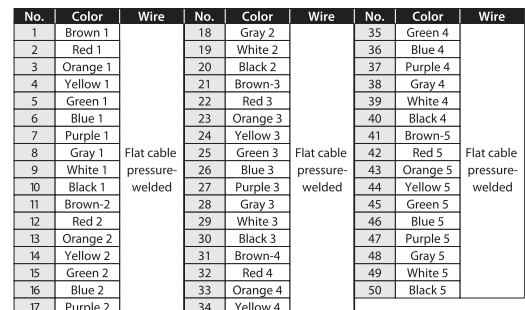 No. Color Wire No. Color Wire No. Color Wire
1 Brown 1 18 Gray 2 35 Green 4
2 Red 1 19 White 2 36 Blue 4
3 Orange 1 20 Black 2 37 Purple 4
4 Yellow 1 21 Brown-3 38 Gray 4
5 Green 1 22 Red 3 39 White 4
6 Blue 1 23 Orange 3 40 Black 4
7 Purple 1 24 Yellow 3 41 Brown-5
8 Gray 1 Flat cable 25 Green 3 Flat cable 42 Red 5 Flat cable
9 White 1 pressure- 26 Blue 3 pressure- 43 Orange 5 pressure-
10 Black 1 welded 27 Purple 3 welded 44 Yellow 5 welded
11 Brown-2 28 Gray 3 45 Green 5
12 Red 2 29 White 3 46 Blue 5
13 Orange 2 30 Black 3 47 Purple 5
14 Yellow 2 31 Brown-4 48 Gray 5
15 Green 2 32 Red 4 49 White 5
16 Blue 2 33 Orange 4 50 Black 5
17 Purple 2 34 Yellow 4